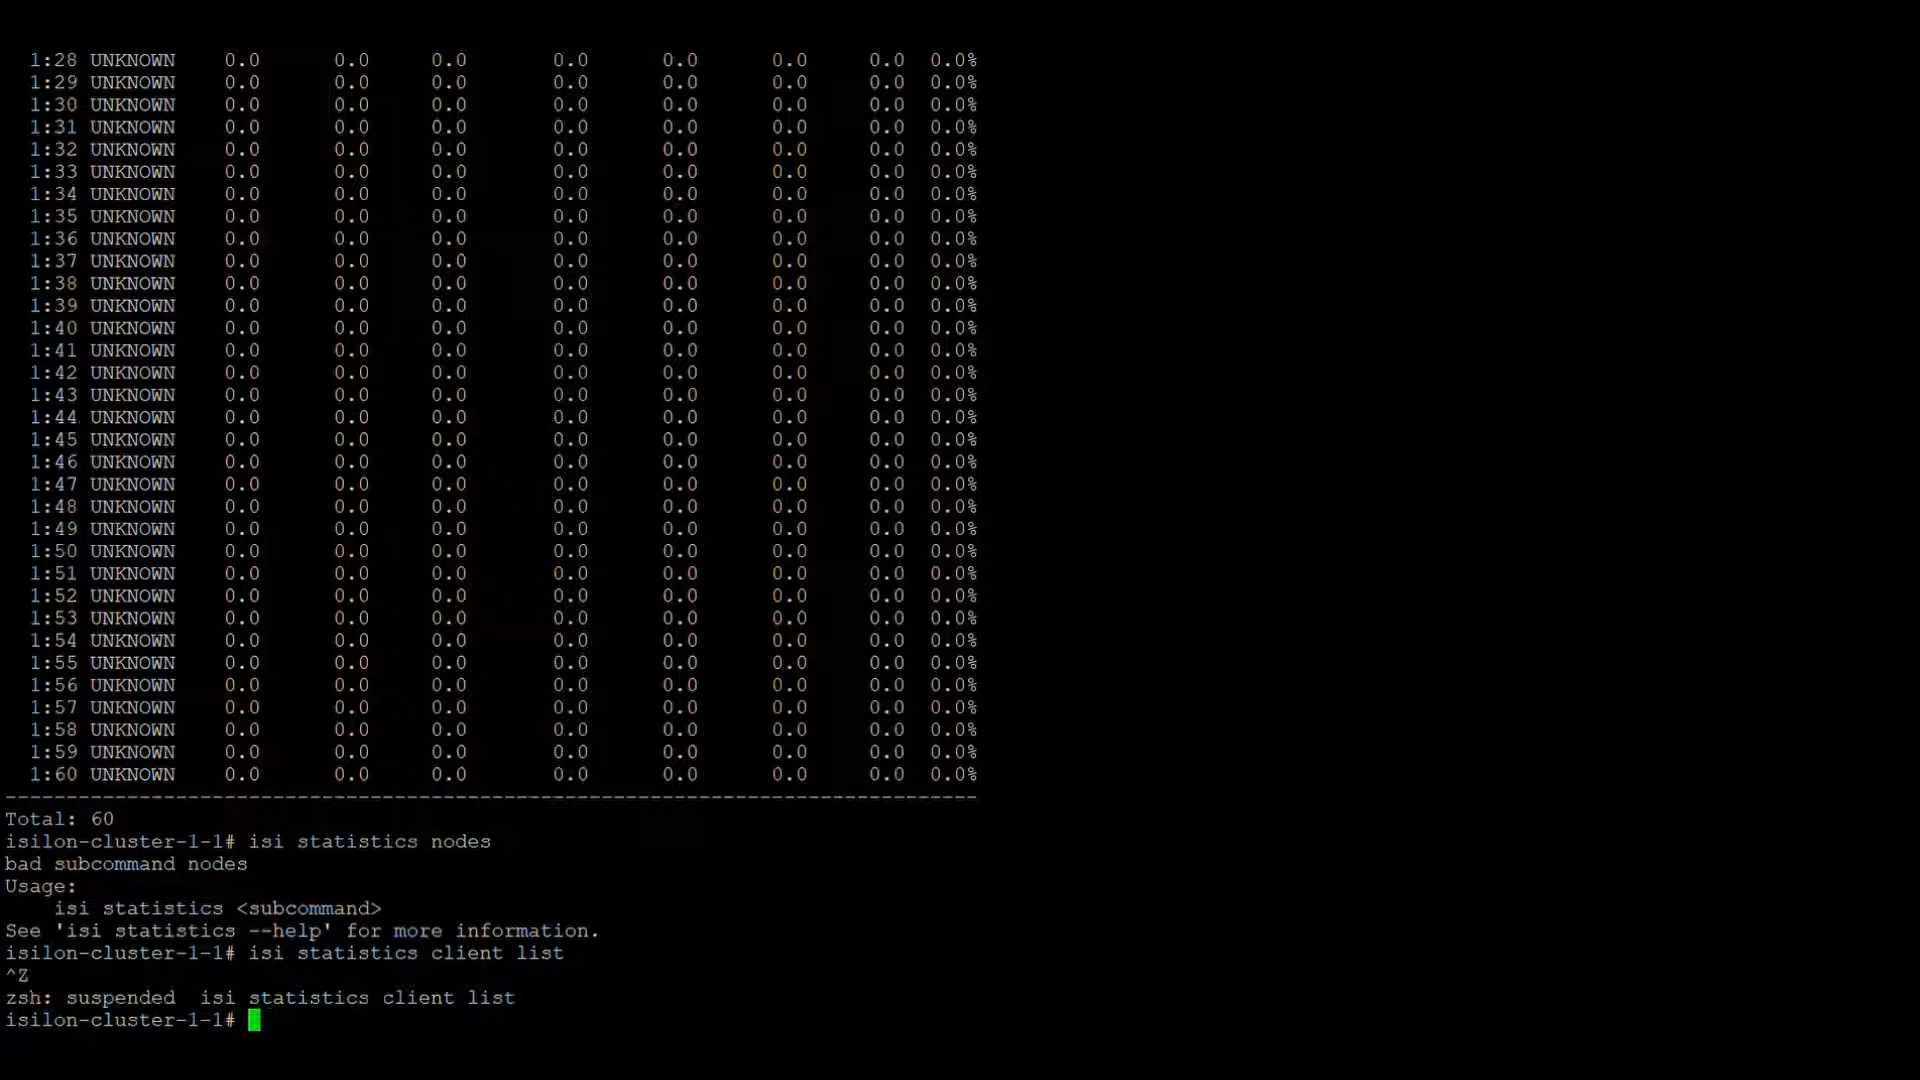 1:28 UNKNOWN 0.0 0.0 0.0 0.0 0.0 0.0 0.0 0.0%
1:29 UNKNOWN 0.0 0.0 0.0 0.0 0.0 0.0 0.0 0.0%
1:30 UNKNOWN 0.0 0.0 0.0 0.0 0.0 0.0 0.0 0.0%
1:31 UNKNOWN 0.0 0.0 0.0 0.0 0.0 0.0 0.0 0.0%
1:32 UNKNOWN 0.0 0.0 0.0 0.0 0.0 0.0 0.0 0.0%
1:33 UNKNOWN 0.0 0.0 0.0 0.0 0.0 0.0 0.0 0.0%
1:34 UNKNOWN 0.0 0.0 0.0 0.0 0.0 0.0 0.0 0.0%
1:35 UNKNOWN 0.0 0.0 0.0 0.0 0.0 0.0 0.0 0.0%
1:36 UNKNOWN 0.0 0.0 0.0 0.0 0.0 0.0 0.0 0.0%
1:37 UNKNOWN 0.0 0.0 0.0 0.0 0.0 0.0 0.0 0.0%
1:38 UNKNOWN 0.0 0.0 0.0 0.0 0.0 0.0 0.0 0.0%
1:39 UNKNOWN 0.0 0.0 0.0 0.0 0.0 0.0 0.0 0.0%
1:40 UNKNOWN 0.0 0.0 0.0 0.0 0.0 0.0 0.0 0.0%
1:41 UNKNOWN 0.0 0.0 0.0 0.0 0.0 0.0 0.0 0.0%
1:42 UNKNOWN 0.0 0.0 0.0 0.0 0.0 0.0 0.0 0.0%
1:43 UNKNOWN 0.0 0.0 0.0 0.0 0.0 0.0 0.0 0.0%
1:44 UNKNOWN 0.0 0.0 0.0 0.0 0.0 0.0 0.0 0.0%
1:45 UNKNOWN 0.0 0.0 0.0 0.0 0.0 0.0 0.0 0.0%
1:46 UNKNOWN 0.0 0.0 0.0 0.0 0.0 0.0 0.0 0.0%
1:47 UNKNOWN 0.0 0.0 0.0 0.0 0.0 0.0 0.0 0.0%
1:48 UNKNOWN 0.0 0.0 0.0 0.0 0.0 0.0 0.0 0.0%
1:49 UNKNOWN 0.0 0.0 0.0 0.0 0.0 0.0 0.0 0.0%
1:50 UNKNOWN 0.0 0.0 0.0 0.0 0.0 0.0 0.0 0.0%
1:51 UNKNOWN 0.0 0.0 0.0 0.0 0.0 0.0 0.0 0.0%
1:52 UNKNOWN 0.0 0.0 0.0 0.0 0.0 0.0 0.0 0.0%
1:53 UNKNOWN 0.0 0.0 0.0 0.0 0.0 0.0 0.0 0.0%
1:54 UNKNOWN 0.0 0.0 0.0 0.0 0.0 0.0 0.0 0.0%
1:55 UNKNOWN 0.0 0.0 0.0 0.0 0.0 0.0 0.0 0.0%
1:56 UNKNOWN 0.0 0.0 0.0 0.0 0.0 0.0 0.0 0.0%
1:57 UNKNOWN 0.0 0.0 0.0 0.0 0.0 0.0 0.0 0.0%
1:58 UNKNOWN 0.0 0.0 0.0 0.0 0.0 0.0 0.0 0.0%
1:59 UNKNOWN 0.0 0.0 0.0 0.0 0.0 0.0 0.0 0.0%
1:60 UNKNOWN 0.0 0.0 0.0 0.0 0.0 0.0 0.0 0.0%
--------------------------------------------------------------------------------
Total: 60
isilon-cluster-1-1# isi statistics nodes
bad subcommand nodes
Usage:
isi statistics <subcommand>
See 'isi statistics --help' for more information.
isilon-cluster-1-1# isi statistics client list
^Z
zsh: suspended  isi statistics client list
isilon-cluster-1-1#